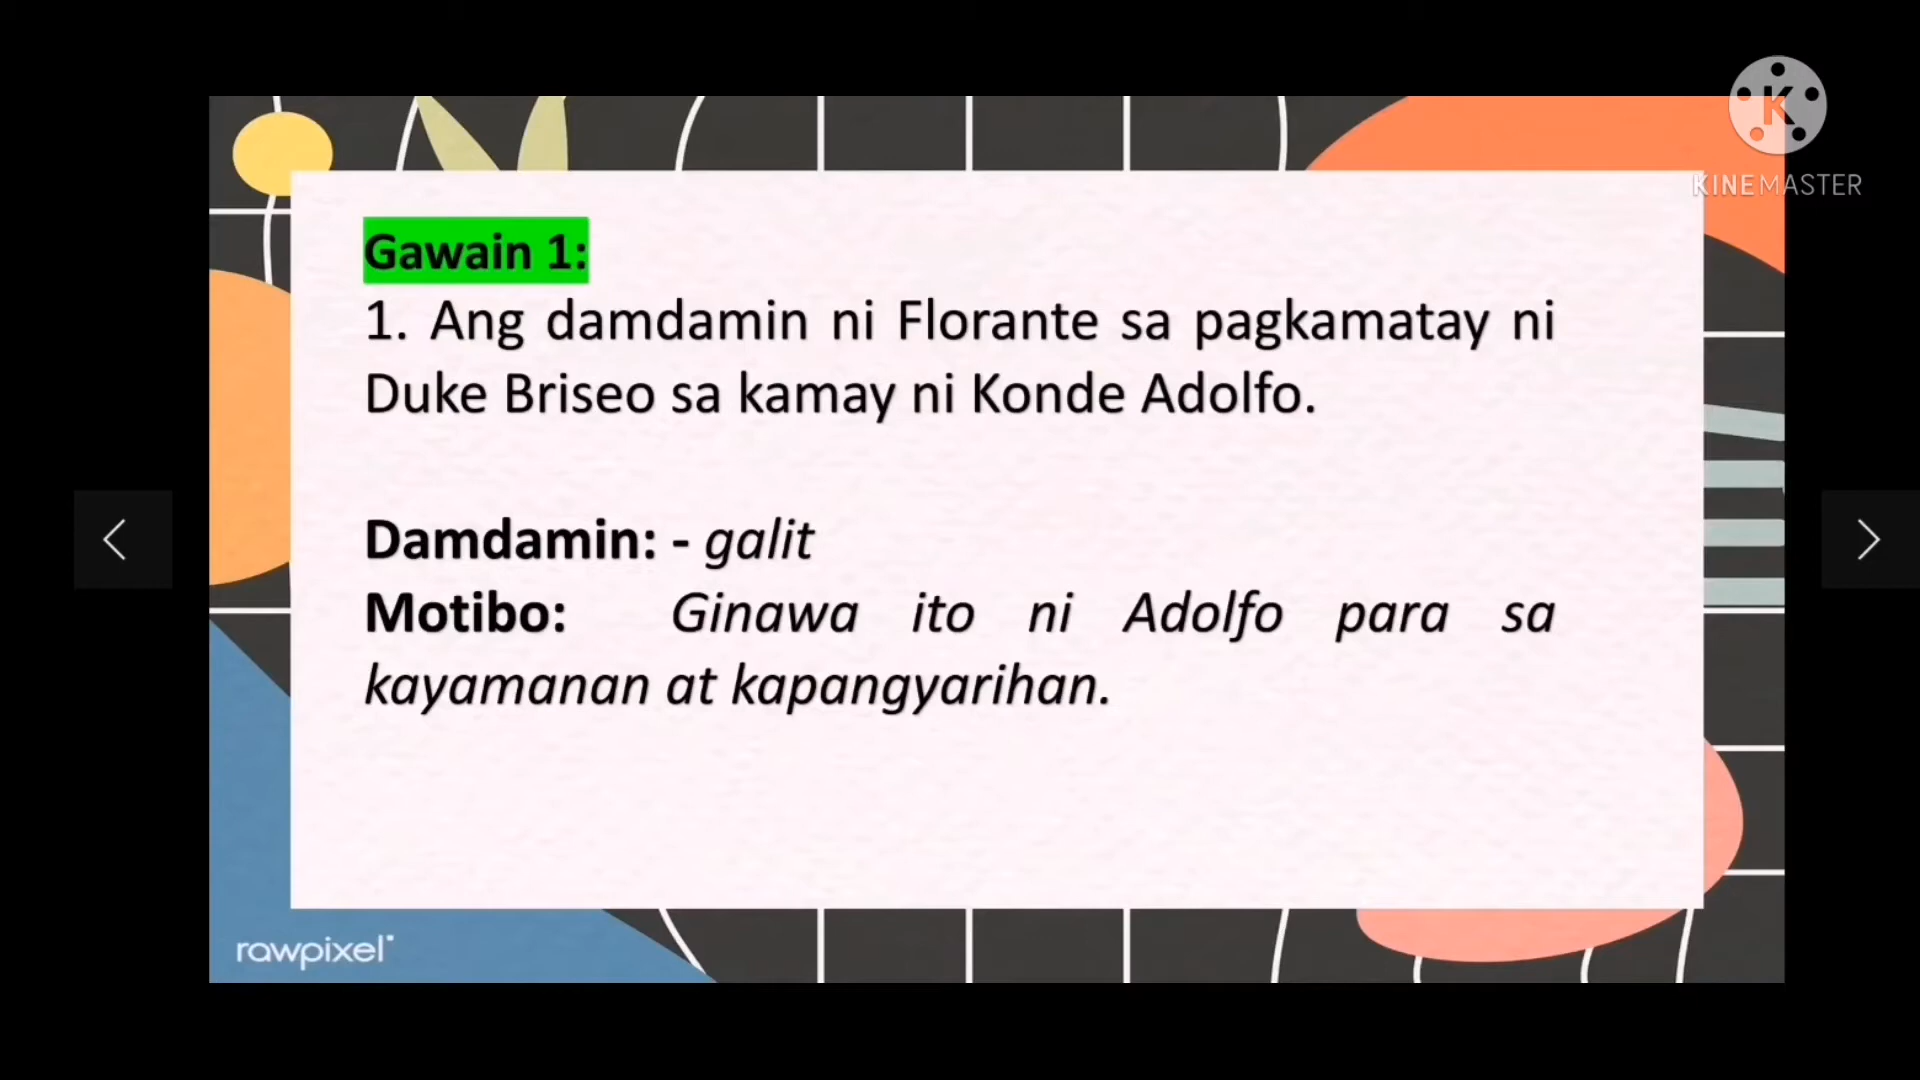 KINEMASTER
Gawain 1:
1. Ang damdamin ni Florante sa pagkamatay ni
Duke Briseo sa kamay ni Konde Adolfo.
Damdamin: - galit
Motibo: Ginawa ito ni Adolfo para sa
kayamanan at kapangyarihan.
rawpixel